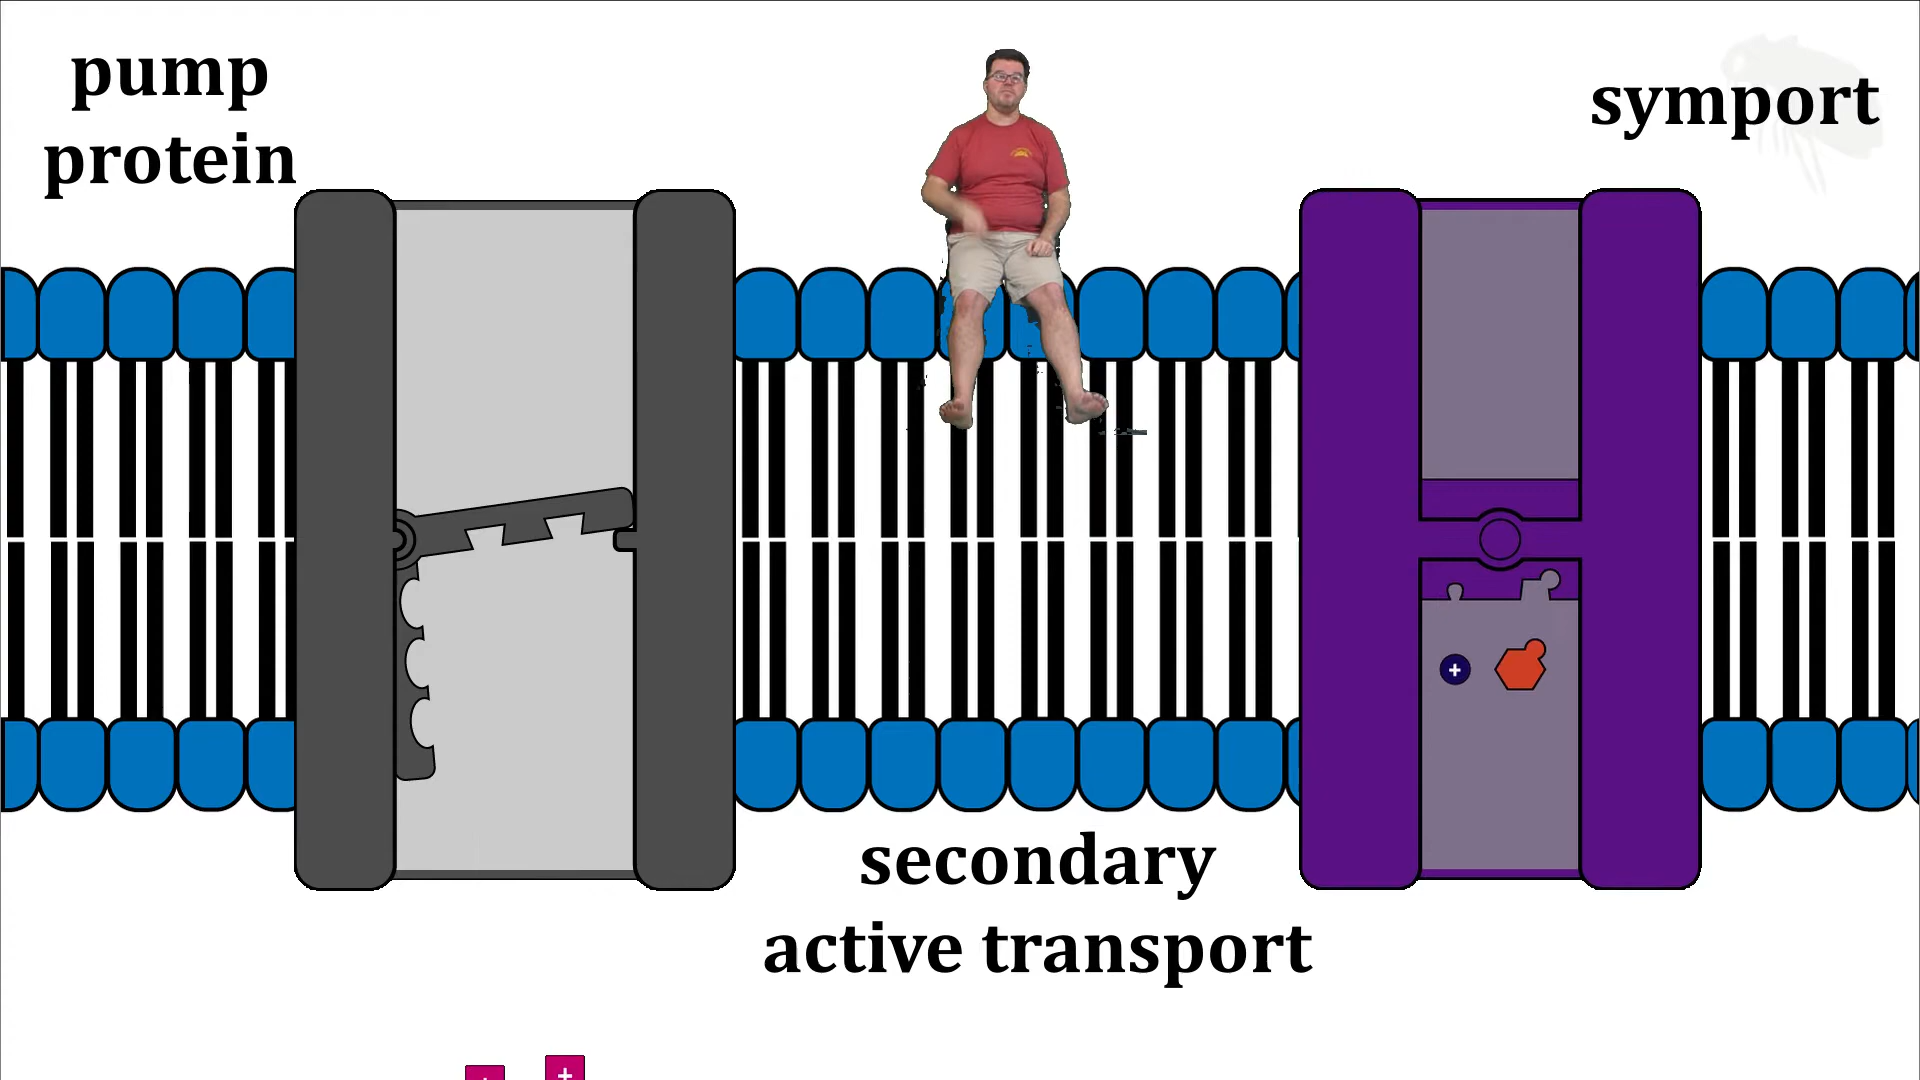 pump
protein
symport
+
secondary
active transport
+
+